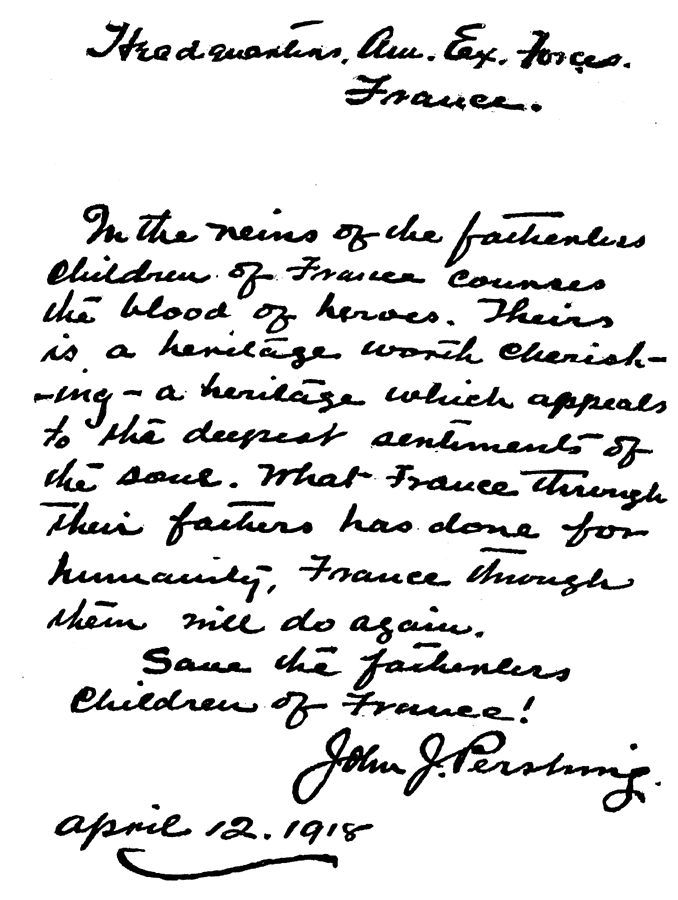 Headquarters, Am. Ex. Forces.
France.
In the veins of the fatherless
children of France courses
the blood of heroes. Theirs
is a heritage worth cherish-
-ing - a heritage which appeals
to the deepest sentiments of
the soul. What France through
their fathers has done for
humanity, France through
them will do again.
Save the fatherless
Children of France!
John J. Pershing.
April 12. 1918